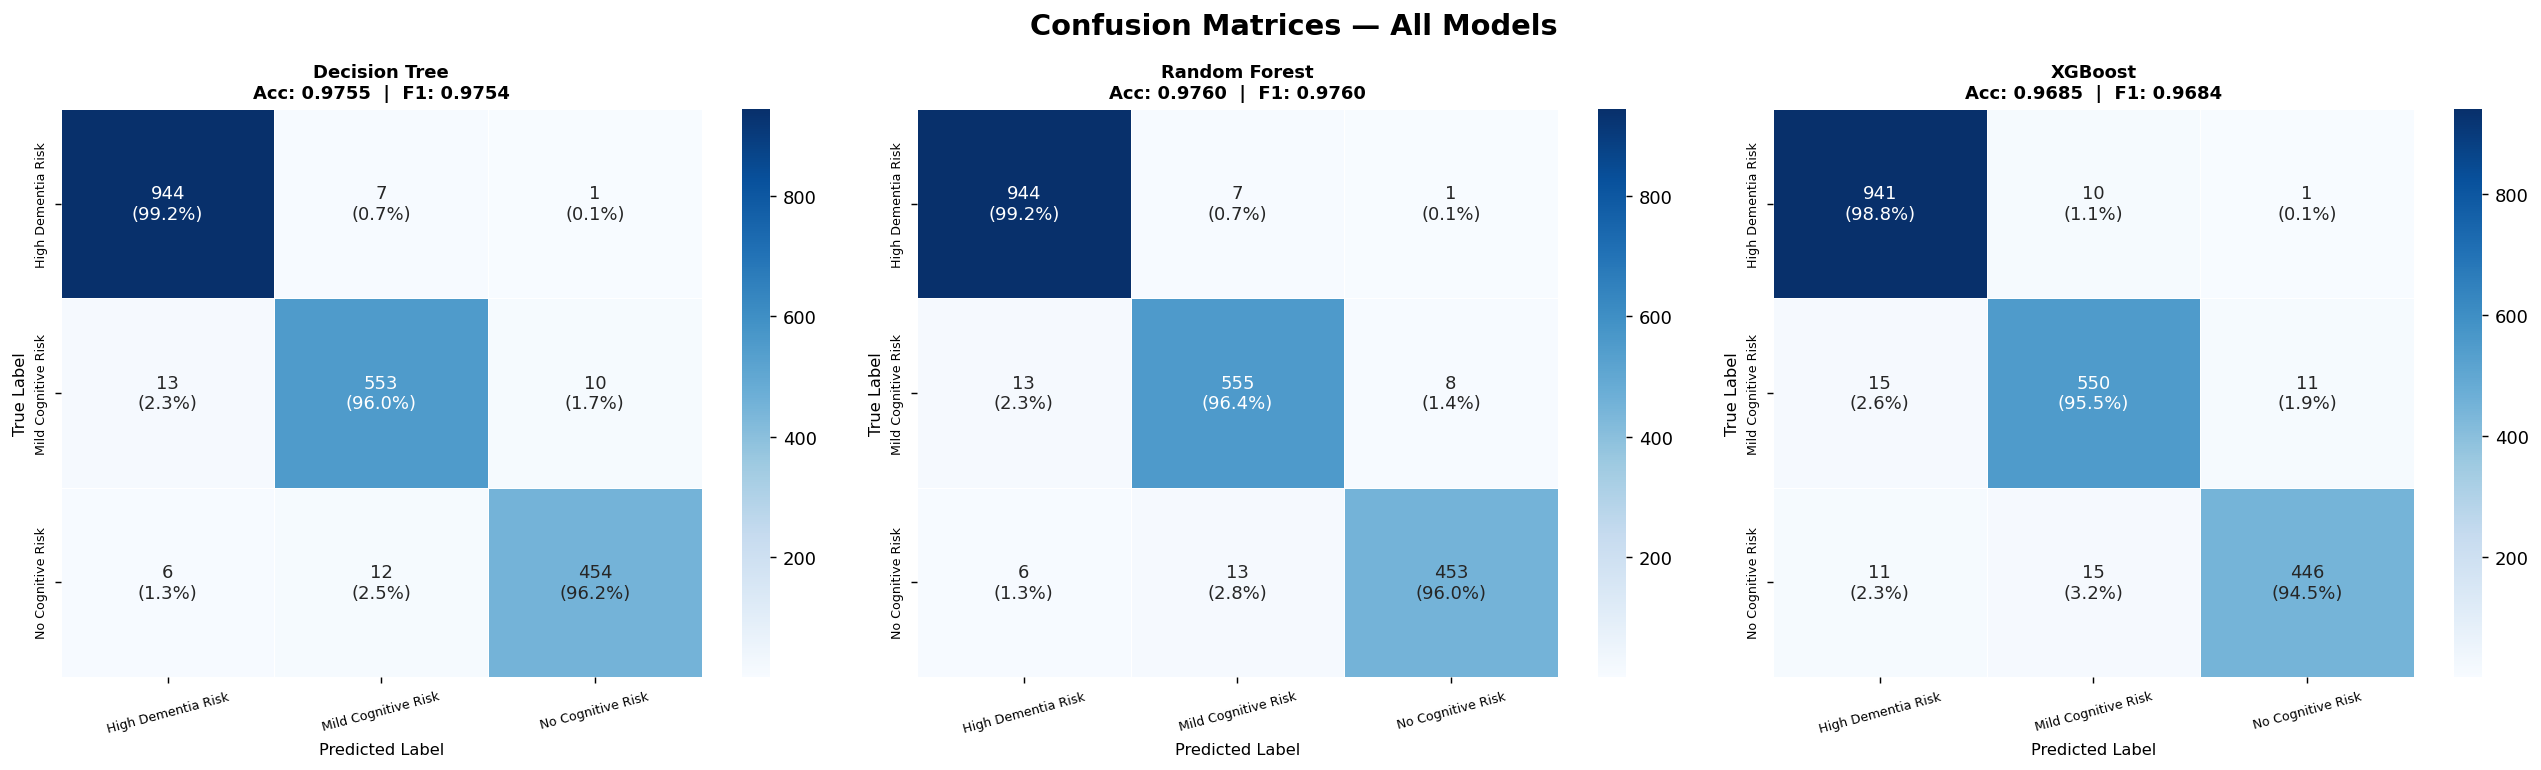 Confusion Matrices — All Models
Decision Tree
Acc: 0.9755 | F1: 0.9754
True Label
High Dementia Risk
944
(99.2%)
7
(0.7%)
1
(0.1%)
Mild Cognitive Risk
13
(2.3%)
553
(96.0%)
10
(1.7%)
No Cognitive Risk
6
(1.3%)
12
(2.5%)
454
(96.2%)
High Dementia Risk
Mild Cognitive Risk
No Cognitive Risk
Predicted Label
800
600
400
200
Random Forest
Acc: 0.9760 | F1: 0.9760
True Label
High Dementia Risk
944
(99.2%)
7
(0.7%)
1
(0.1%)
Mild Cognitive Risk
13
(2.3%)
555
(96.4%)
8
(1.4%)
No Cognitive Risk
6
(1.3%)
13
(2.8%)
453
(96.0%)
High Dementia Risk
Mild Cognitive Risk
No Cognitive Risk
Predicted Label
800
600
400
200
XGBoost
Acc: 0.9685 | F1: 0.9684
True Label
High Dementia Risk
941
(98.8%)
10
(1.1%)
1
(0.1%)
Mild Cognitive Risk
15
(2.6%)
550
(95.5%)
11
(1.9%)
No Cognitive Risk
11
(2.3%)
15
(3.2%)
446
(94.5%)
High Dementia Risk
Mild Cognitive Risk
No Cognitive Risk
Predicted Label
800
600
400
200